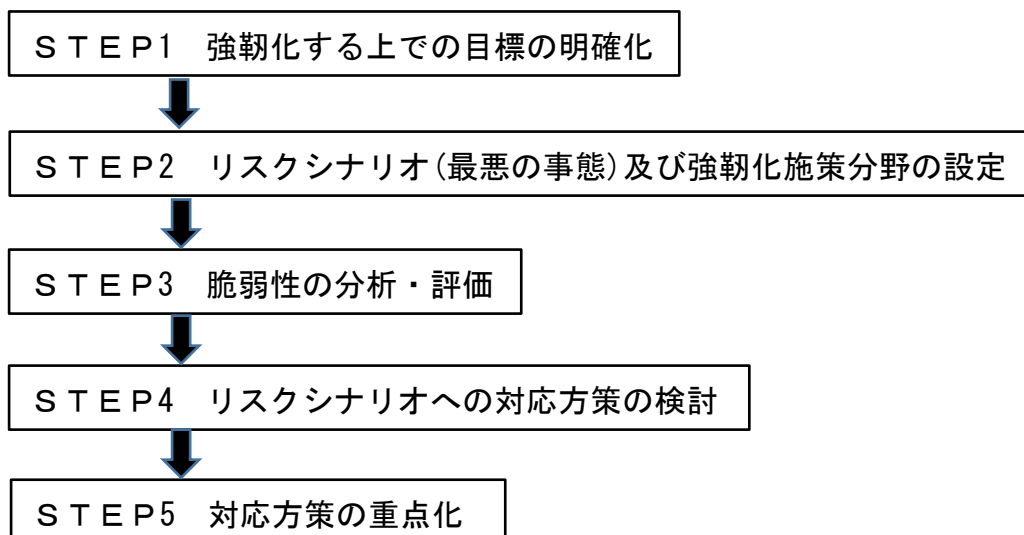 ＳＴＥＰ1　強靭化する上での目標の明確化
ＳＴＥＰ2　リスクシナリオ(最悪の事態)及び強靭化施策分野の設定
ＳＴＥＰ3　脆弱性の分析・評価
ＳＴＥＰ4　リスクシナリオへの対応方策の検討
ＳＴＥＰ5　対応方策の重点化